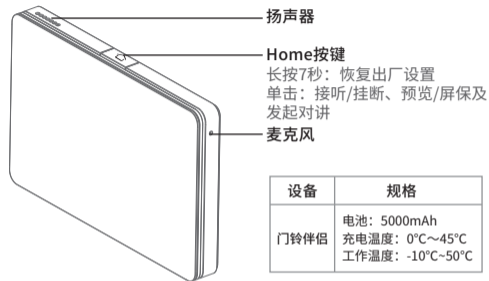 扬声器
Home按键
长按7秒：恢复出厂设置
单击：接听/挂断、预览/屏保及
发起对讲
麦克风
设备 规格
门铃伴侣
电池：5000mAh
充电温度：0℃～45℃
工作温度：-10℃~50℃